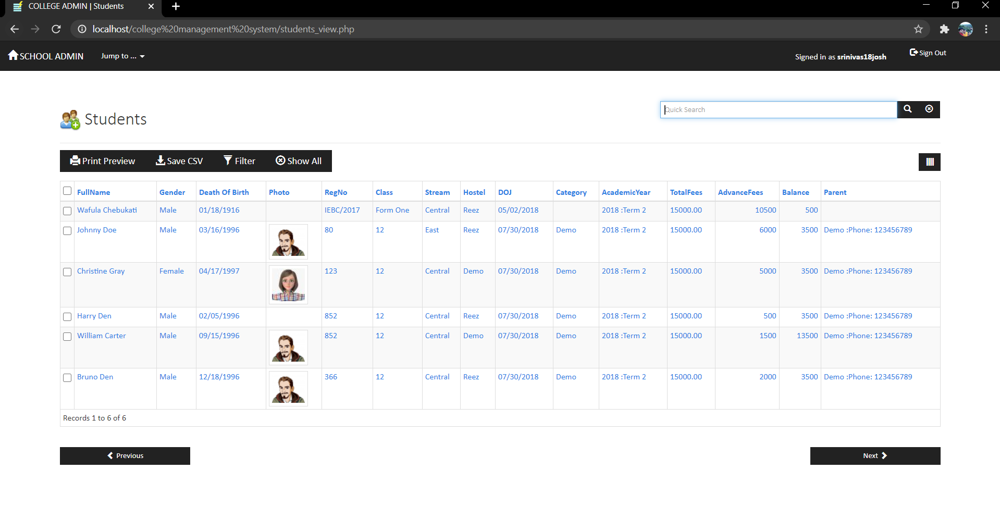 COLLEGE ADMIN | Students
localhost/college%20management%20system/students_view.php
SCHOOL ADMIN Jump to ... Signed in as srinivas18josh Sign Out
Quick Search
Students
Print Preview Save CSV Filter Show All
FullName Gender Death Of Birth Photo RegNo Class Stream Hostel DOJ Category AcademicYear TotalFees AdvanceFees Balance Parent
Wafula Chebukati Male 01/18/1916 IEBC/2017 Form One Central Reez 05/02/2018 2018 :Term 2 15000.00 10500 500
Johnny Doe Male 03/16/1996 80 12 East Reez 07/30/2018 Demo 2018 :Term 2 15000.00 6000 3500 Demo :Phone: 123456789
Christine Gray Female 04/17/1997 123 12 Central Demo 07/30/2018 Demo 2018 :Term 2 15000.00 5000 3500 Demo :Phone: 123456789
Harry Den Male 02/05/1996 852 12 Central Reez 07/30/2018 Demo 2018 :Term 2 15000.00 500 3500 Demo :Phone: 123456789
William Carter Male 09/15/1996 852 12 Central Demo 07/30/2018 Demo 2018 :Term 2 15000.00 1500 13500 Demo :Phone: 123456789
Bruno Den Male 12/18/1996 366 12 Central Reez 07/30/2018 Demo 2018 :Term 2 15000.00 2000 3500 Demo :Phone: 123456789
Records 1 to 6 of 6
Previous Next